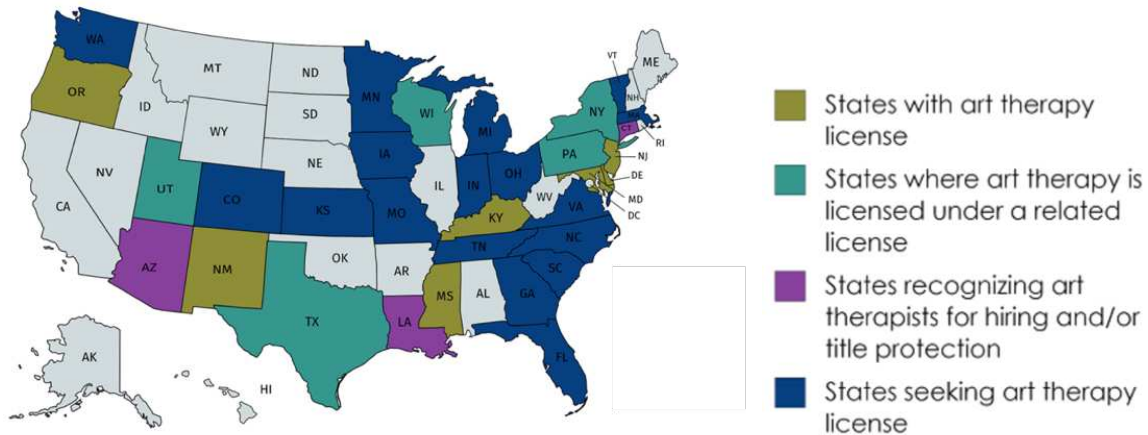 WA
MT
ND
MN
VT
ME
OR
ID
SD
WI
MI
NY
NH
MA
CT
RI
WY
IA
PA
NJ
NE
NV
UT
IL
IN
OH
DE
CO
WV
MD
CA
KS
MO
KY
VA
DC
AZ
NM
OK
AR
TN
NC
SC
TX
LA
MS
AL
GA
FL
AK
HI
States with art therapy
license
States where art therapy is
licensed under a related
license
States recognizing art
therapists for hiring and/or
title protection
States seeking art therapy
license